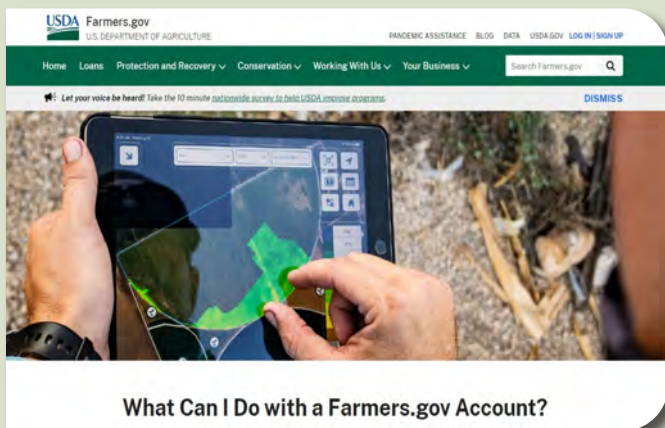 USDA Farmers.gov
U.S. DEPARTMENT OF AGRICULTURE
PANDEMIC ASSISTANCE BLOG DATA USDA.GOV LOG IN | SIGN UP
Home Loans Protection and Recovery Conservation Working With Us Your Business Search Farmers.gov
Let your voice be heard! Take the 10 minute nationwide survey to help USDA improve programs. DISMISS
What Can I Do with a Farmers.gov Account?